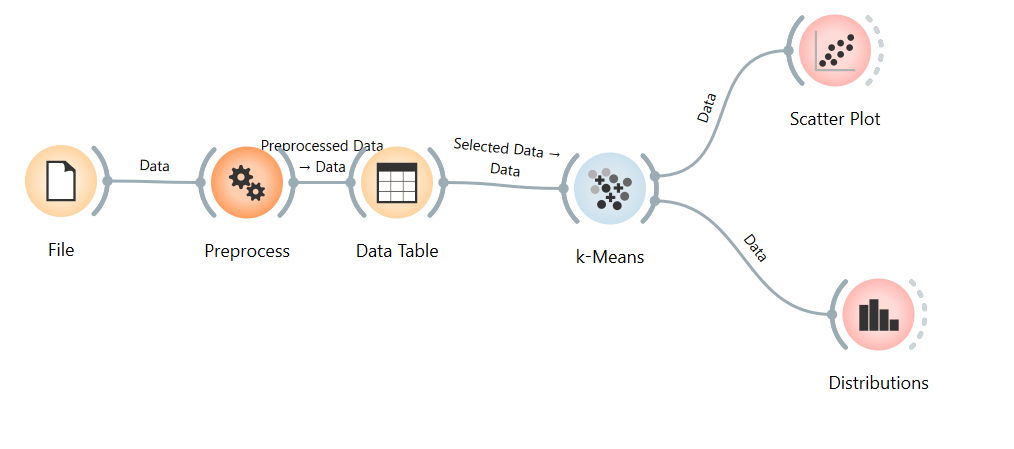 Data
Scatter Plot
Preprocessed Data
→ Data
Selected Data →
Data
Data
File
Preprocess
Data Table
k-Means
Data
Distributions